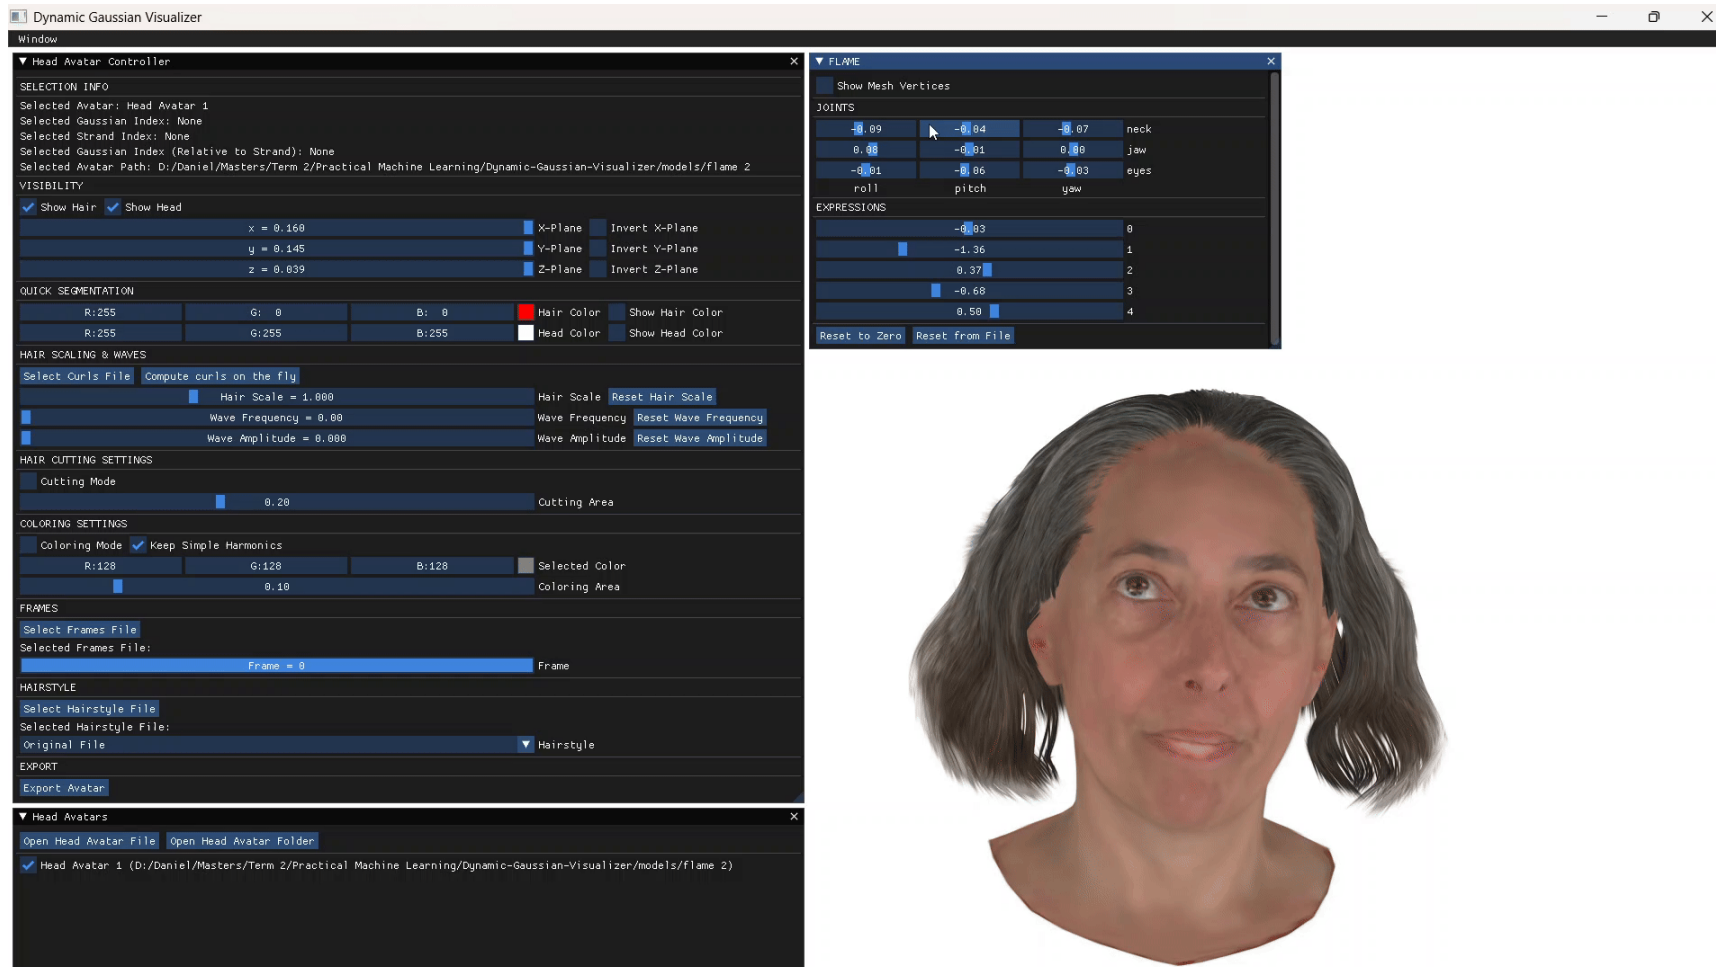 Dynamic Gaussian Visualizer
Window
Head Avatar Controller
SELECTION INFO
Selected Avatar: Head Avatar 1
Selected Gaussian Index: None
Selected Strand Index: None
Selected Gaussian Index (Relative to Strand): None
Selected Avatar Path: D:/Daniel/Masters/Term 2/Practical Machine Learning/Dynamic-Gaussian-Visualizer/models/flame 2
VISIBILITY
Show Hair Show Head
x = 0.160 X-Plane Invert X-Plane
y = 0.145 Y-Plane Invert Y-Plane
z = 0.039 Z-Plane Invert Z-Plane
QUICK SEGMENTATION
R:255 G: 0 B: 0 Hair Color Show Hair Color
R:255 G:255 B:255 Head Color Show Head Color
HAIR SCALING & WAVES
Select Curls File Compute curls on the fly
Hair Scale = 1.000 Hair Scale Reset Hair Scale
Wave Frequency = 0.00 Wave Frequency Reset Wave Frequency
Wave Amplitude = 0.000 Wave Amplitude Reset Wave Amplitude
HAIR CUTTING SETTINGS
Cutting Mode
0.20 Cutting Area
COLORING SETTINGS
Coloring Mode Keep Simple Harmonics
R:128 G:128 B:128 Selected Color
0.10 Coloring Area
FRAMES
Select Frames File
Selected Frames File:
Frame = 0 Frame
HAIRSTYLE
Select Hairstyle File
Selected Hairstyle File:
Original File Hairstyle
EXPORT
Export Avatar
Head Avatars
Open Head Avatar File Open Head Avatar Folder
Head Avatar 1 (D:/Daniel/Masters/Term 2/Practical Machine Learning/Dynamic-Gaussian-Visualizer/models/flame 2)
FLAME
Show Mesh Vertices
JOINTS
-0.09 -0.04 -0.07 neck
0.08 -0.01 0.00 jaw
-0.01 -0.06 -0.03 eyes
roll pitch yaw
EXPRESSIONS
-0.03 0
-1.36 1
0.37 2
-0.68 3
0.50 4
Reset to Zero Reset from File